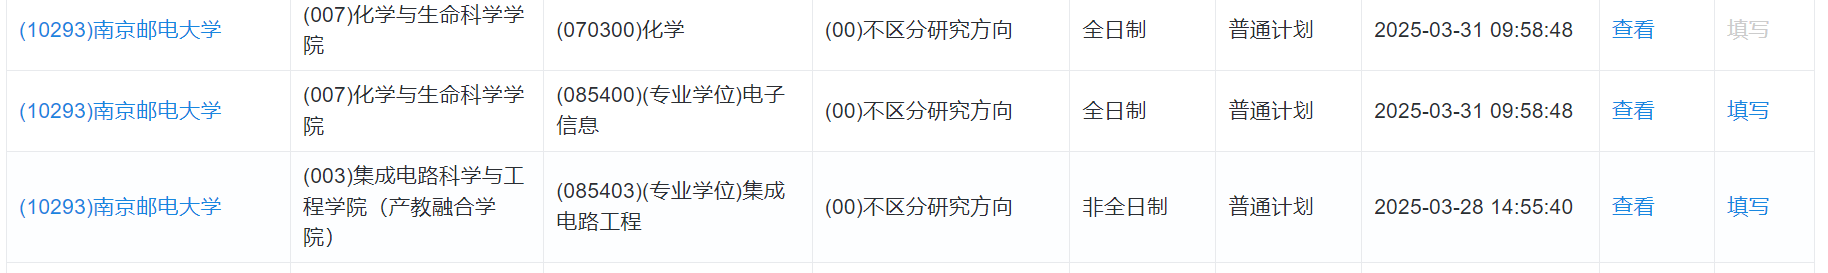 (10293)南京邮电大学 (007)化学与生命科学学院 (070300)化学 (00)不区分研究方向 全日制 普通计划 2025-03-31 09:58:48 查看 填写
(10293)南京邮电大学 (007)化学与生命科学学院 (085400)(专业学位)电子信息 (00)不区分研究方向 全日制 普通计划 2025-03-31 09:58:48 查看 填写
(10293)南京邮电大学 (003)集成电路科学与工程学院（产教融合学院） (085403)(专业学位)集成电路工程 (00)不区分研究方向 非全日制 普通计划 2025-03-28 14:55:40 查看 填写